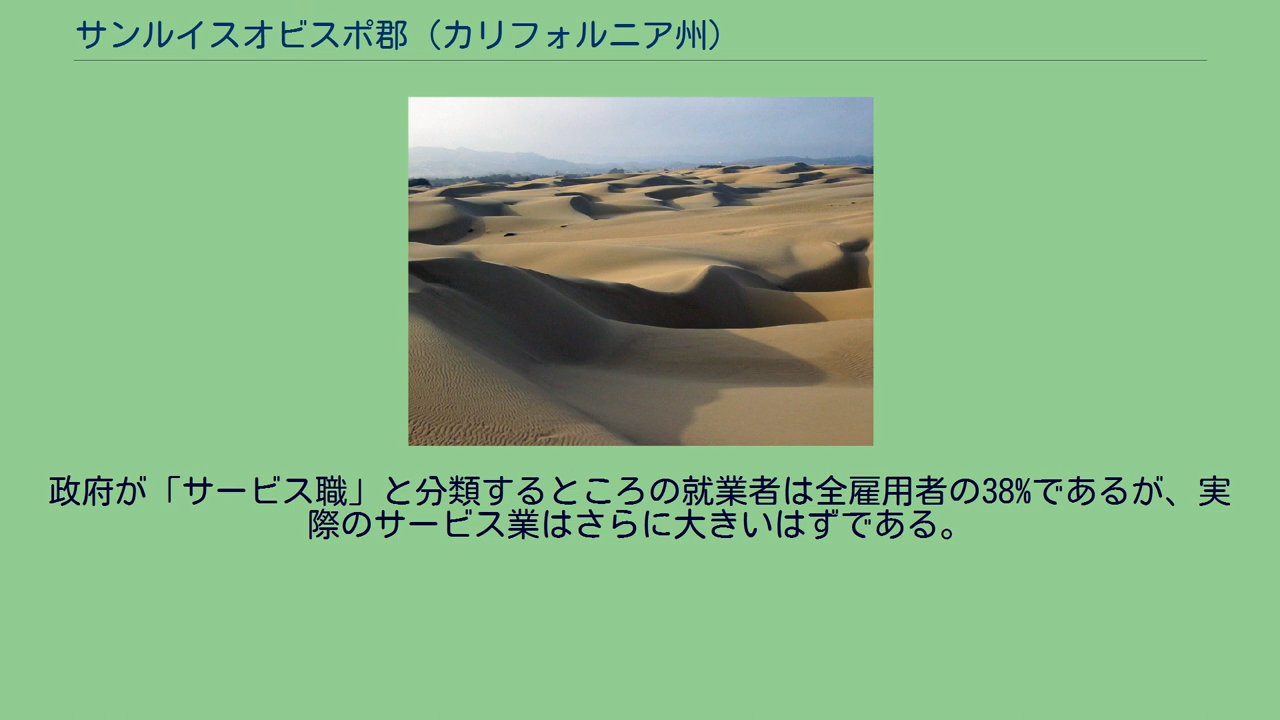 サンルイスオビスポ郡（カリフォルニア州）
政府が「サービス職」と分類するところの就業者は全雇用者の38%であるが、実
際のサービス業はさらに大きいはずである。